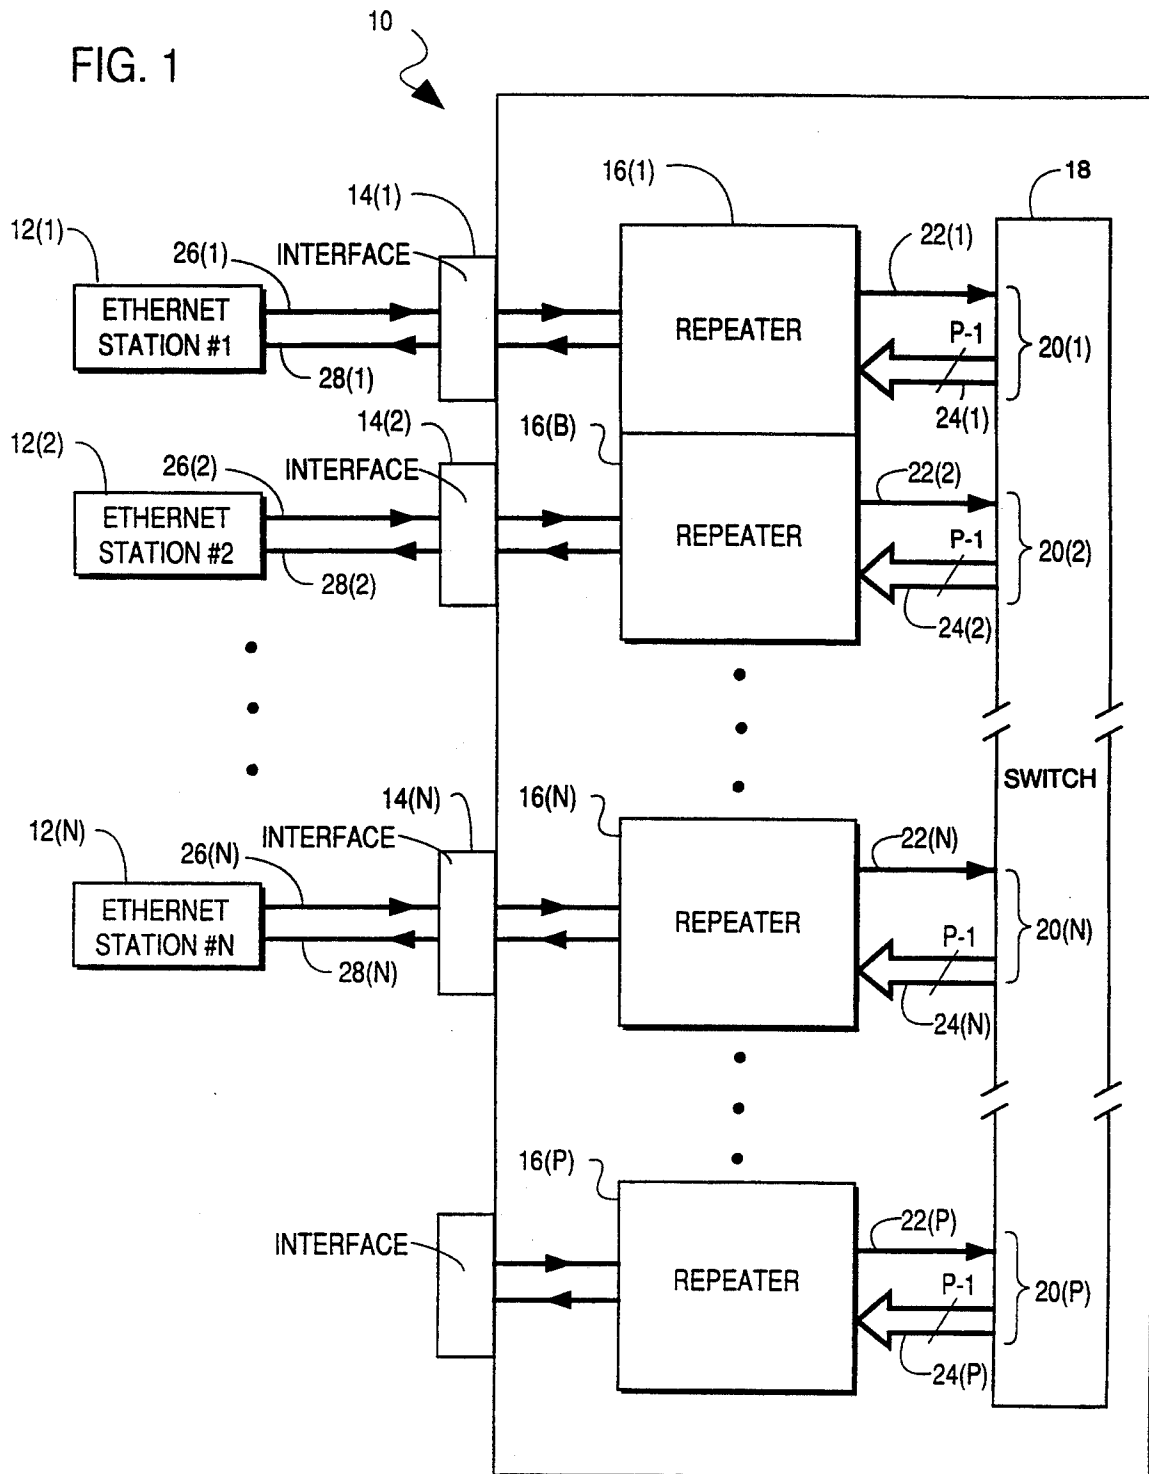 FIG. 1
10
16(1)
18
14(1)
12(1)
26(1)
INTERFACE
22(1)
ETHERNET
STATION #1
REPEATER
P-1
20(1)
28(1)
24(1)
14(2)
16(B)
12(2)
26(2)
INTERFACE
22(2)
ETHERNET
STATION #2
REPEATER
P-1
20(2)
28(2)
24(2)
SWITCH
14(N)
16(N)
12(N)
26(N)
INTERFACE
22(N)
ETHERNET
STATION #N
REPEATER
P-1
20(N)
28(N)
24(N)
16(P)
22(P)
INTERFACE
REPEATER
P-1
20(P)
24(P)